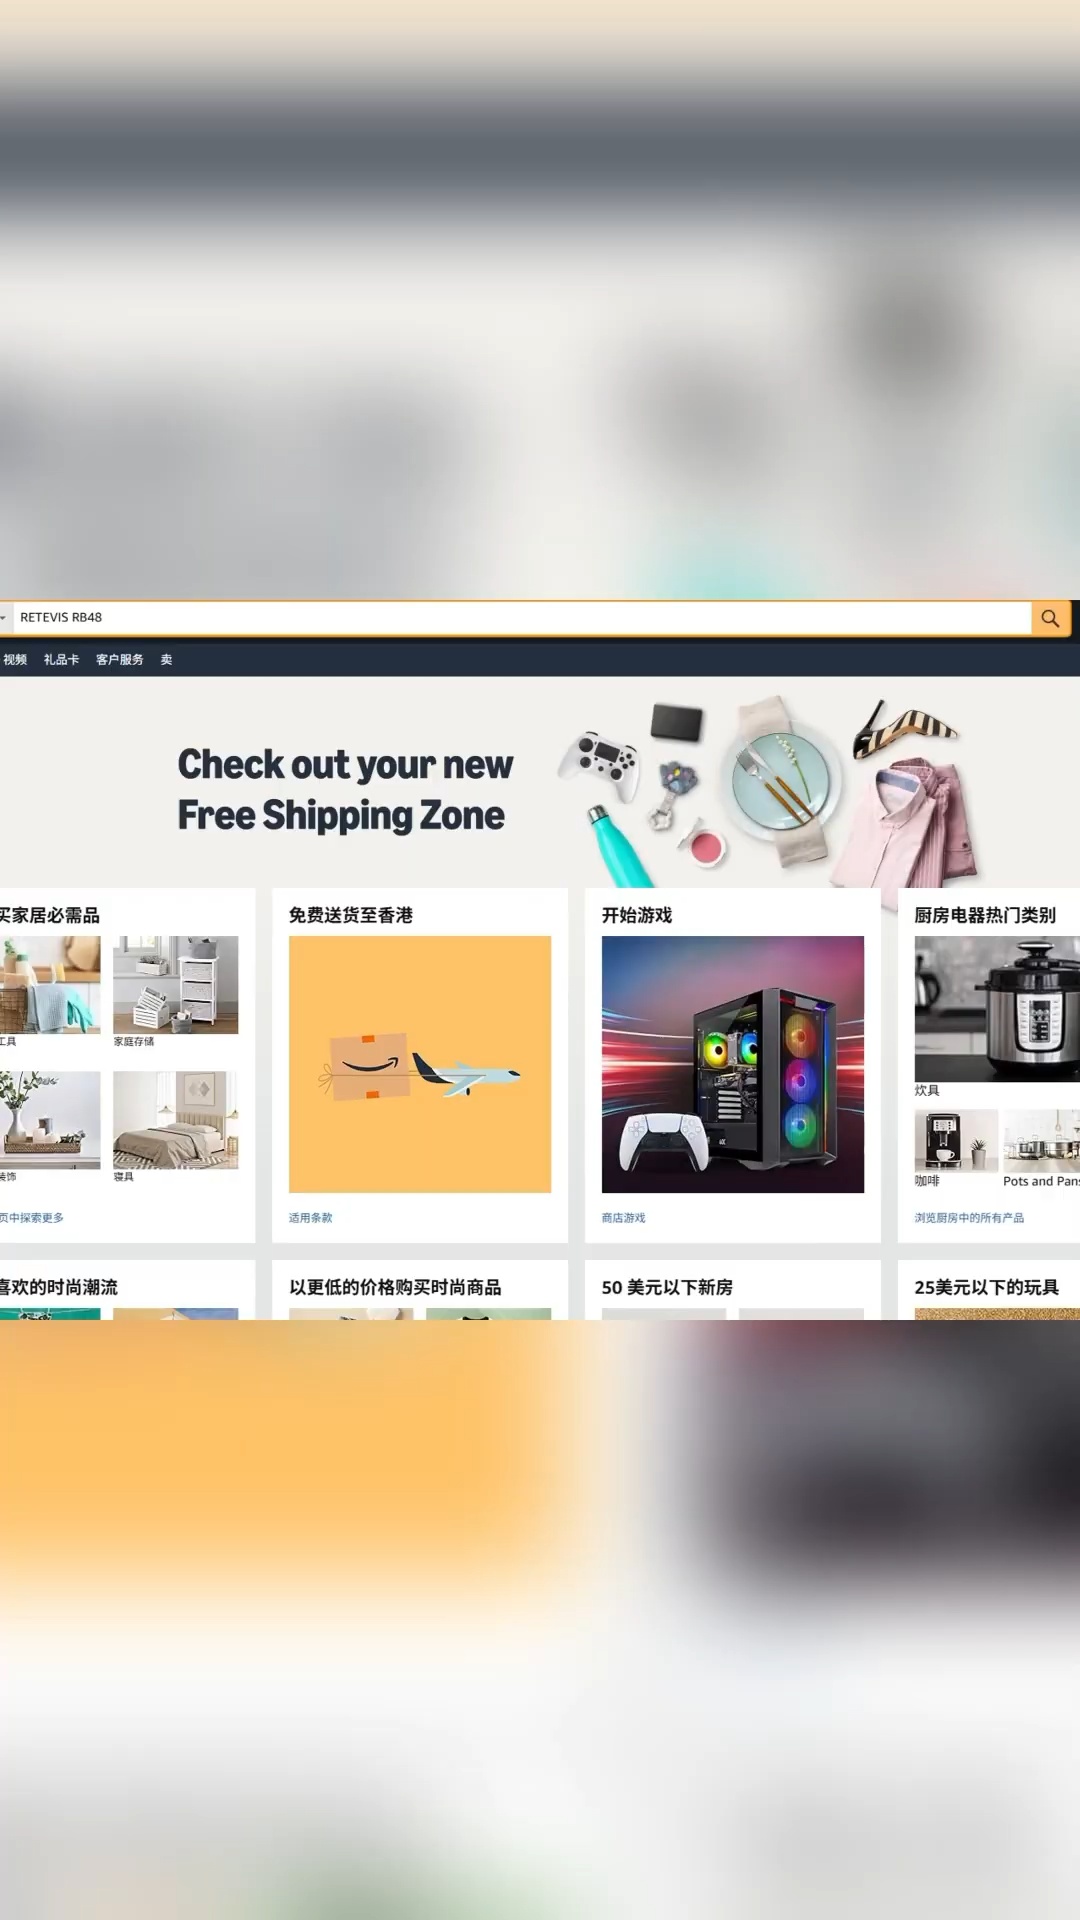 RETEVIS RB48
视频 礼品卡 客户服务 卖
Check out your new
Free Shipping Zone
买家居必需品
工具
家庭存储
装饰
寝具
页中探索更多
免费送货至香港
适用条款
开始游戏
商店游戏
厨房电器热门类别
炊具
咖啡
Pots and Pans
浏览厨房中的所有产品
喜欢的时尚潮流
以更低的价格购买时尚商品
50 美元以下新房
25美元以下的玩具